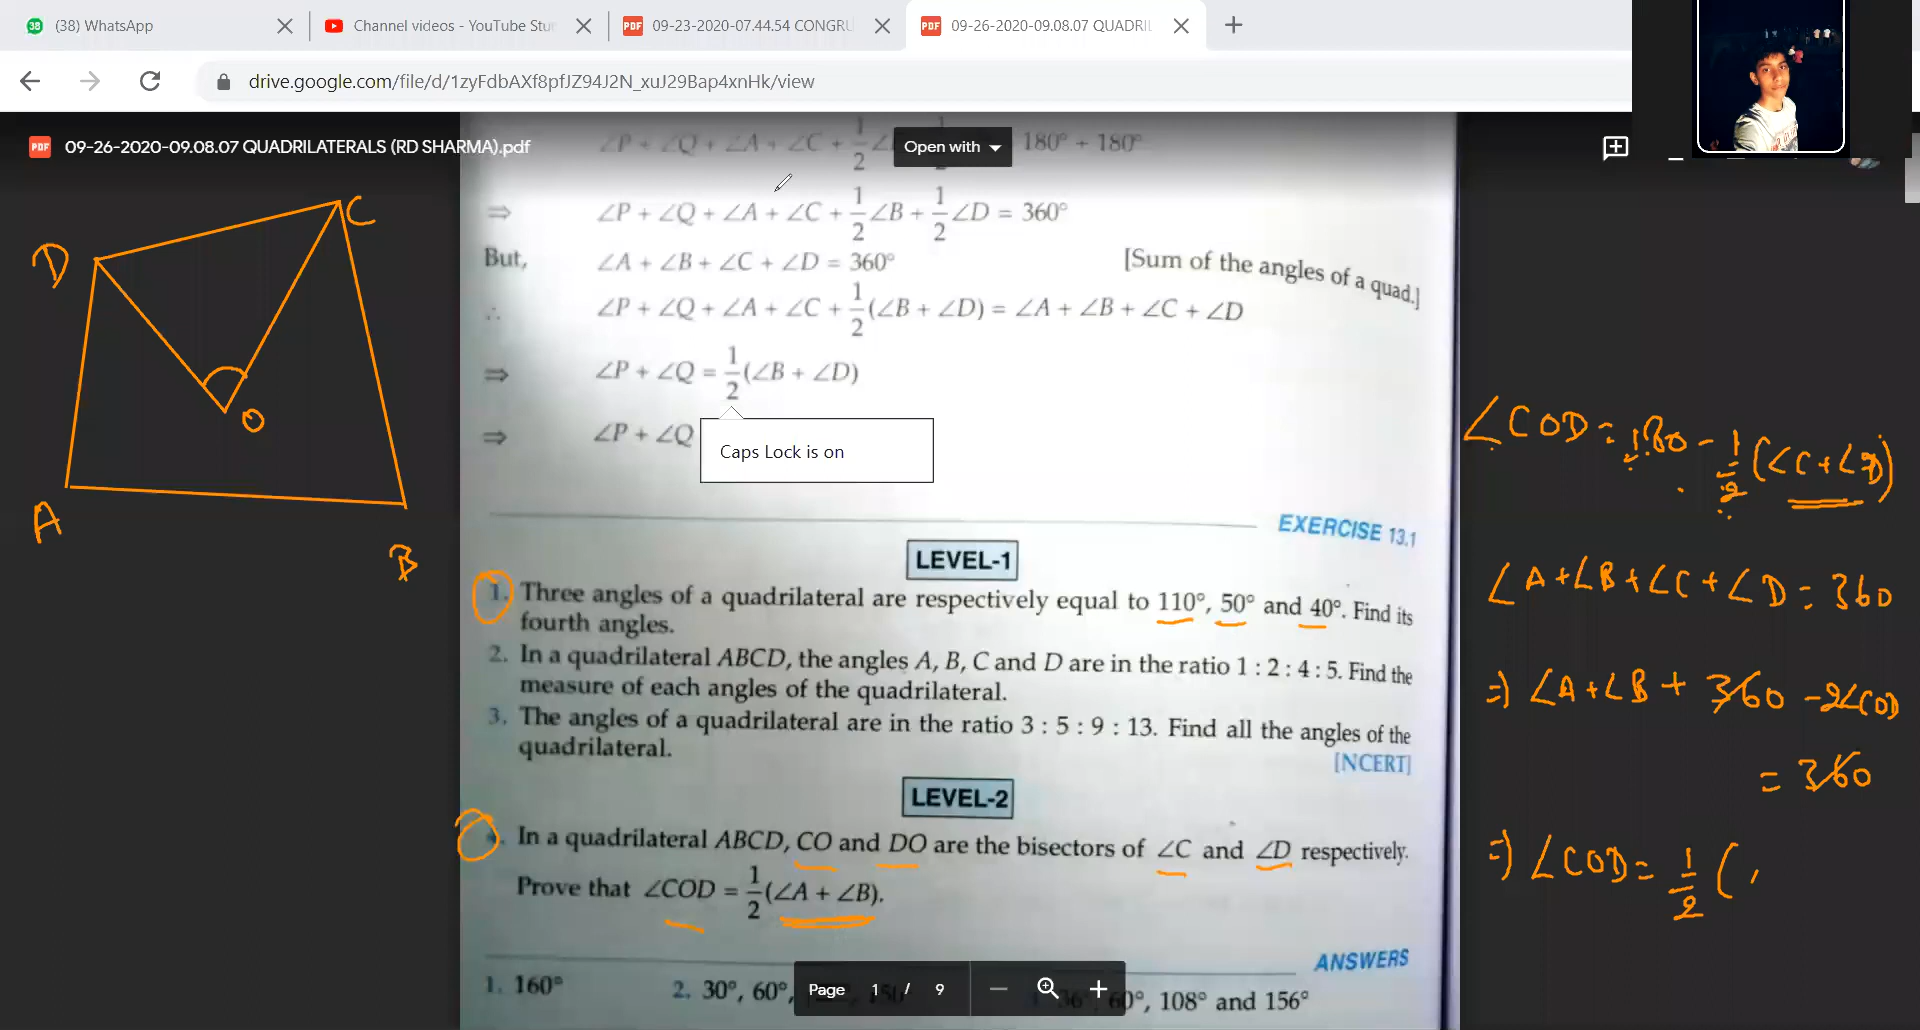 (38) WhatsApp
Channel videos - YouTube Stu
09-23-2020-07.44.54 CONGRU
09-26-2020-09.08.07 QUADRIL
drive.google.com/file/d/1zyFdbAXf8pfJZ94J2N_xuJ29Bap4xnHk/view
PDF 09-26-2020-09.08.07 QUADRILATERALS (RD SHARMA).pdf
Open with
∠P + ∠Q + ∠A + ∠C + 1/2 ∠ 180° + 180°
⇒ ∠P + ∠Q + ∠A + ∠C + 1/2 ∠B + 1/2 ∠D = 360°
But, ∠A + ∠B + ∠C + ∠D = 360° [Sum of the angles of a quad.]
∴ ∠P + ∠Q + ∠A + ∠C + 1/2 (∠B + ∠D) = ∠A + ∠B + ∠C + ∠D
⇒ ∠P + ∠Q = 1/2 (∠B + ∠D)
⇒ ∠P + ∠Q
Caps Lock is on
EXERCISE 13.1
LEVEL-1
1. Three angles of a quadrilateral are respectively equal to 110°, 50° and 40°. Find its
fourth angles.
2. In a quadrilateral ABCD, the angles A, B, C and D are in the ratio 1 : 2 : 4 : 5. Find the
measure of each angles of the quadrilateral.
3. The angles of a quadrilateral are in the ratio 3 : 5 : 9 : 13. Find all the angles of the
quadrilateral.
[NCERT]
LEVEL-2
4. In a quadrilateral ABCD, CO and DO are the bisectors of ∠C and ∠D respectively.
Prove that ∠COD = 1/2 (∠A + ∠B).
ANSWERS
1. 160° 2. 30°, 60°, 60°, 108° and 156°
Page 1 / 9
C
D
O
A
B
∠COD = 180 - 1/2 (∠C + ∠D)
∠A + ∠B + ∠C + ∠D = 360
⇒ ∠A + ∠B + 360 - 2∠COD
= 360
⇒ ∠COD = 1/2 (